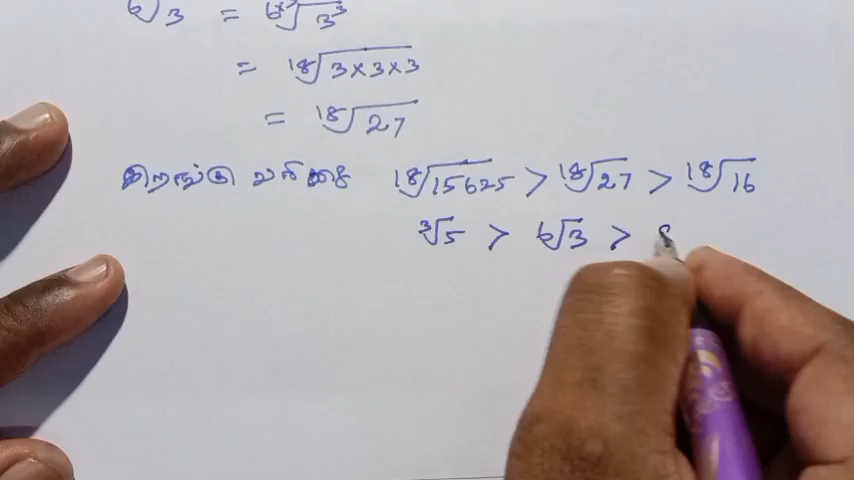 ⁶√3 = ⁶ˣ³√3³
= ¹⁸√3×3×3
= ¹⁸√27
இறங்கு வரிசை ¹⁸√15625 > ¹⁸√27 > ¹⁸√16
³√5 > ⁶√3 >